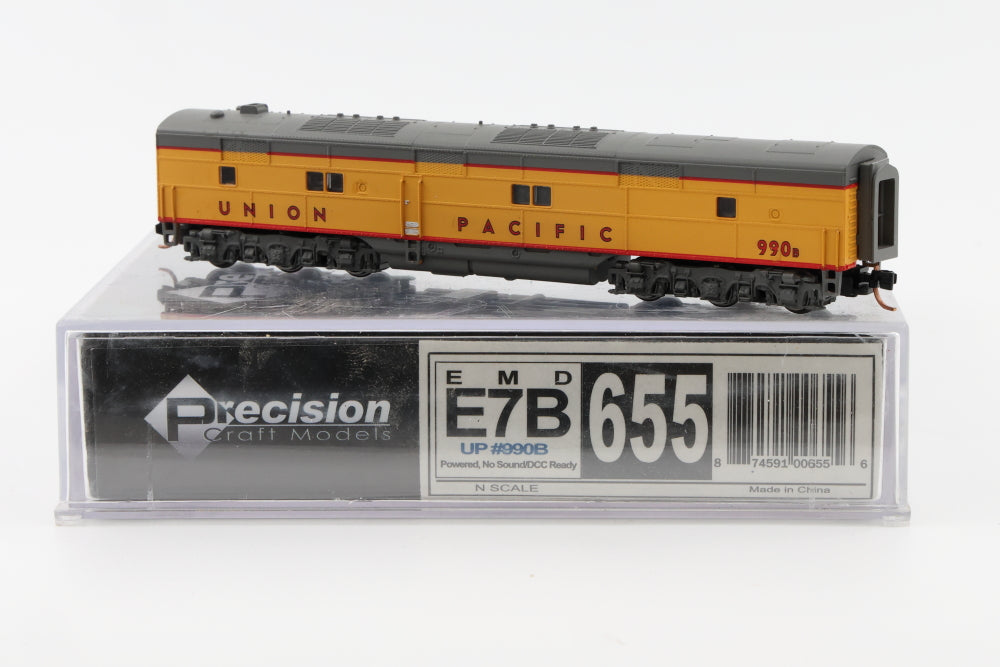 UNION PACIFIC
990B
Precision
Craft Models
EMD
E7B
UP #990B
Powered, No Sound/DCC Ready
N SCALE
655
8 74591 00655 6
Made in China